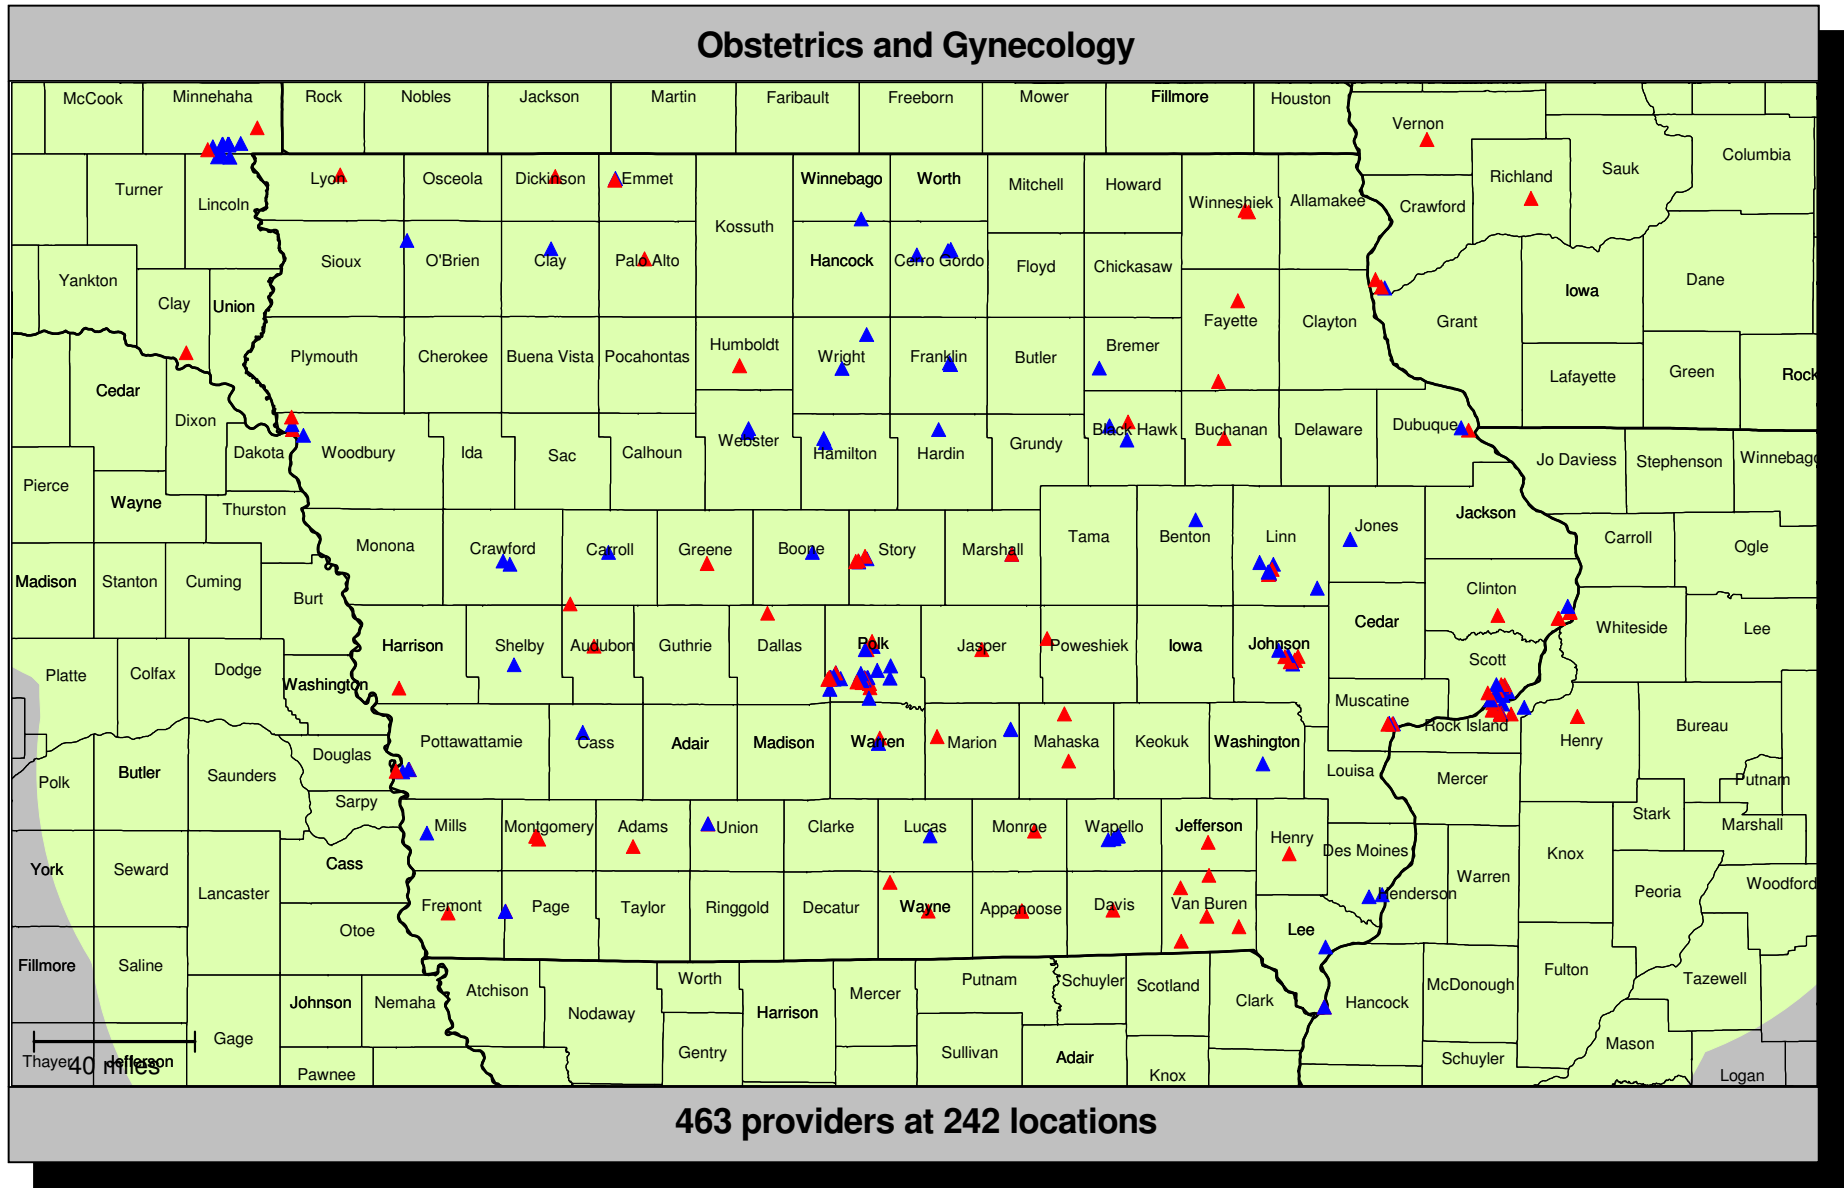 Obstetrics and Gynecology
McCook Minnehaha Rock Nobles Jackson Martin Faribault Freeborn Mower Fillmore Houston
Vernon Sauk Columbia
Turner Lincoln Lyon Osceola Dickinson Emmet Winnebago Worth Mitchell Howard Winneshiek Allamakee Crawford Richland
Kossuth
Yankton Sioux O'Brien Clay Palo Alto Hancock Cerro Gordo Floyd Chickasaw Dane
Clay Union Iowa
Fayette Clayton Grant
Plymouth Cherokee Buena Vista Pocahontas Humboldt Wright Franklin Butler Bremer
Cedar Lafayette Green Rock
Dixon Webster Black Hawk Buchanan Delaware Dubuque
Dakota Woodbury Ida Sac Calhoun Hamilton Hardin Grundy Jo Daviess Stephenson Winnebago
Pierce Wayne Thurston Jackson
Monona Crawford Carroll Greene Boone Story Marshall Tama Benton Linn Jones Carroll Ogle
Madison Stanton Cuming Burt Clinton
Harrison Shelby Audubon Guthrie Dallas Polk Jasper Poweshiek Iowa Johnson Cedar Whiteside Lee
Platte Colfax Dodge Washington Scott
Muscatine
Pottawattamie Cass Adair Madison Warren Marion Mahaska Keokuk Washington Rock Island Henry Bureau
Polk Butler Saunders Douglas Louisa Mercer Putnam
Sarpy
Mills Montgomery Adams Union Clarke Lucas Monroe Wapello Jefferson Henry Des Moines Stark Marshall
York Seward Lancaster Cass Knox Warren Peoria Woodford
Otoe Fremont Page Taylor Ringgold Decatur Wayne Appanoose Davis Van Buren Lee Henderson
Fillmore Saline
Johnson Nemaha Atchison Nodaway Worth Harrison Mercer Putnam Schuyler Scotland Clark Hancock McDonough Fulton Tazewell
Gage Gentry Sullivan Adair Schuyler Mason
Thayer Jefferson
40 miles
Pawnee Knox Logan
463 providers at 242 locations